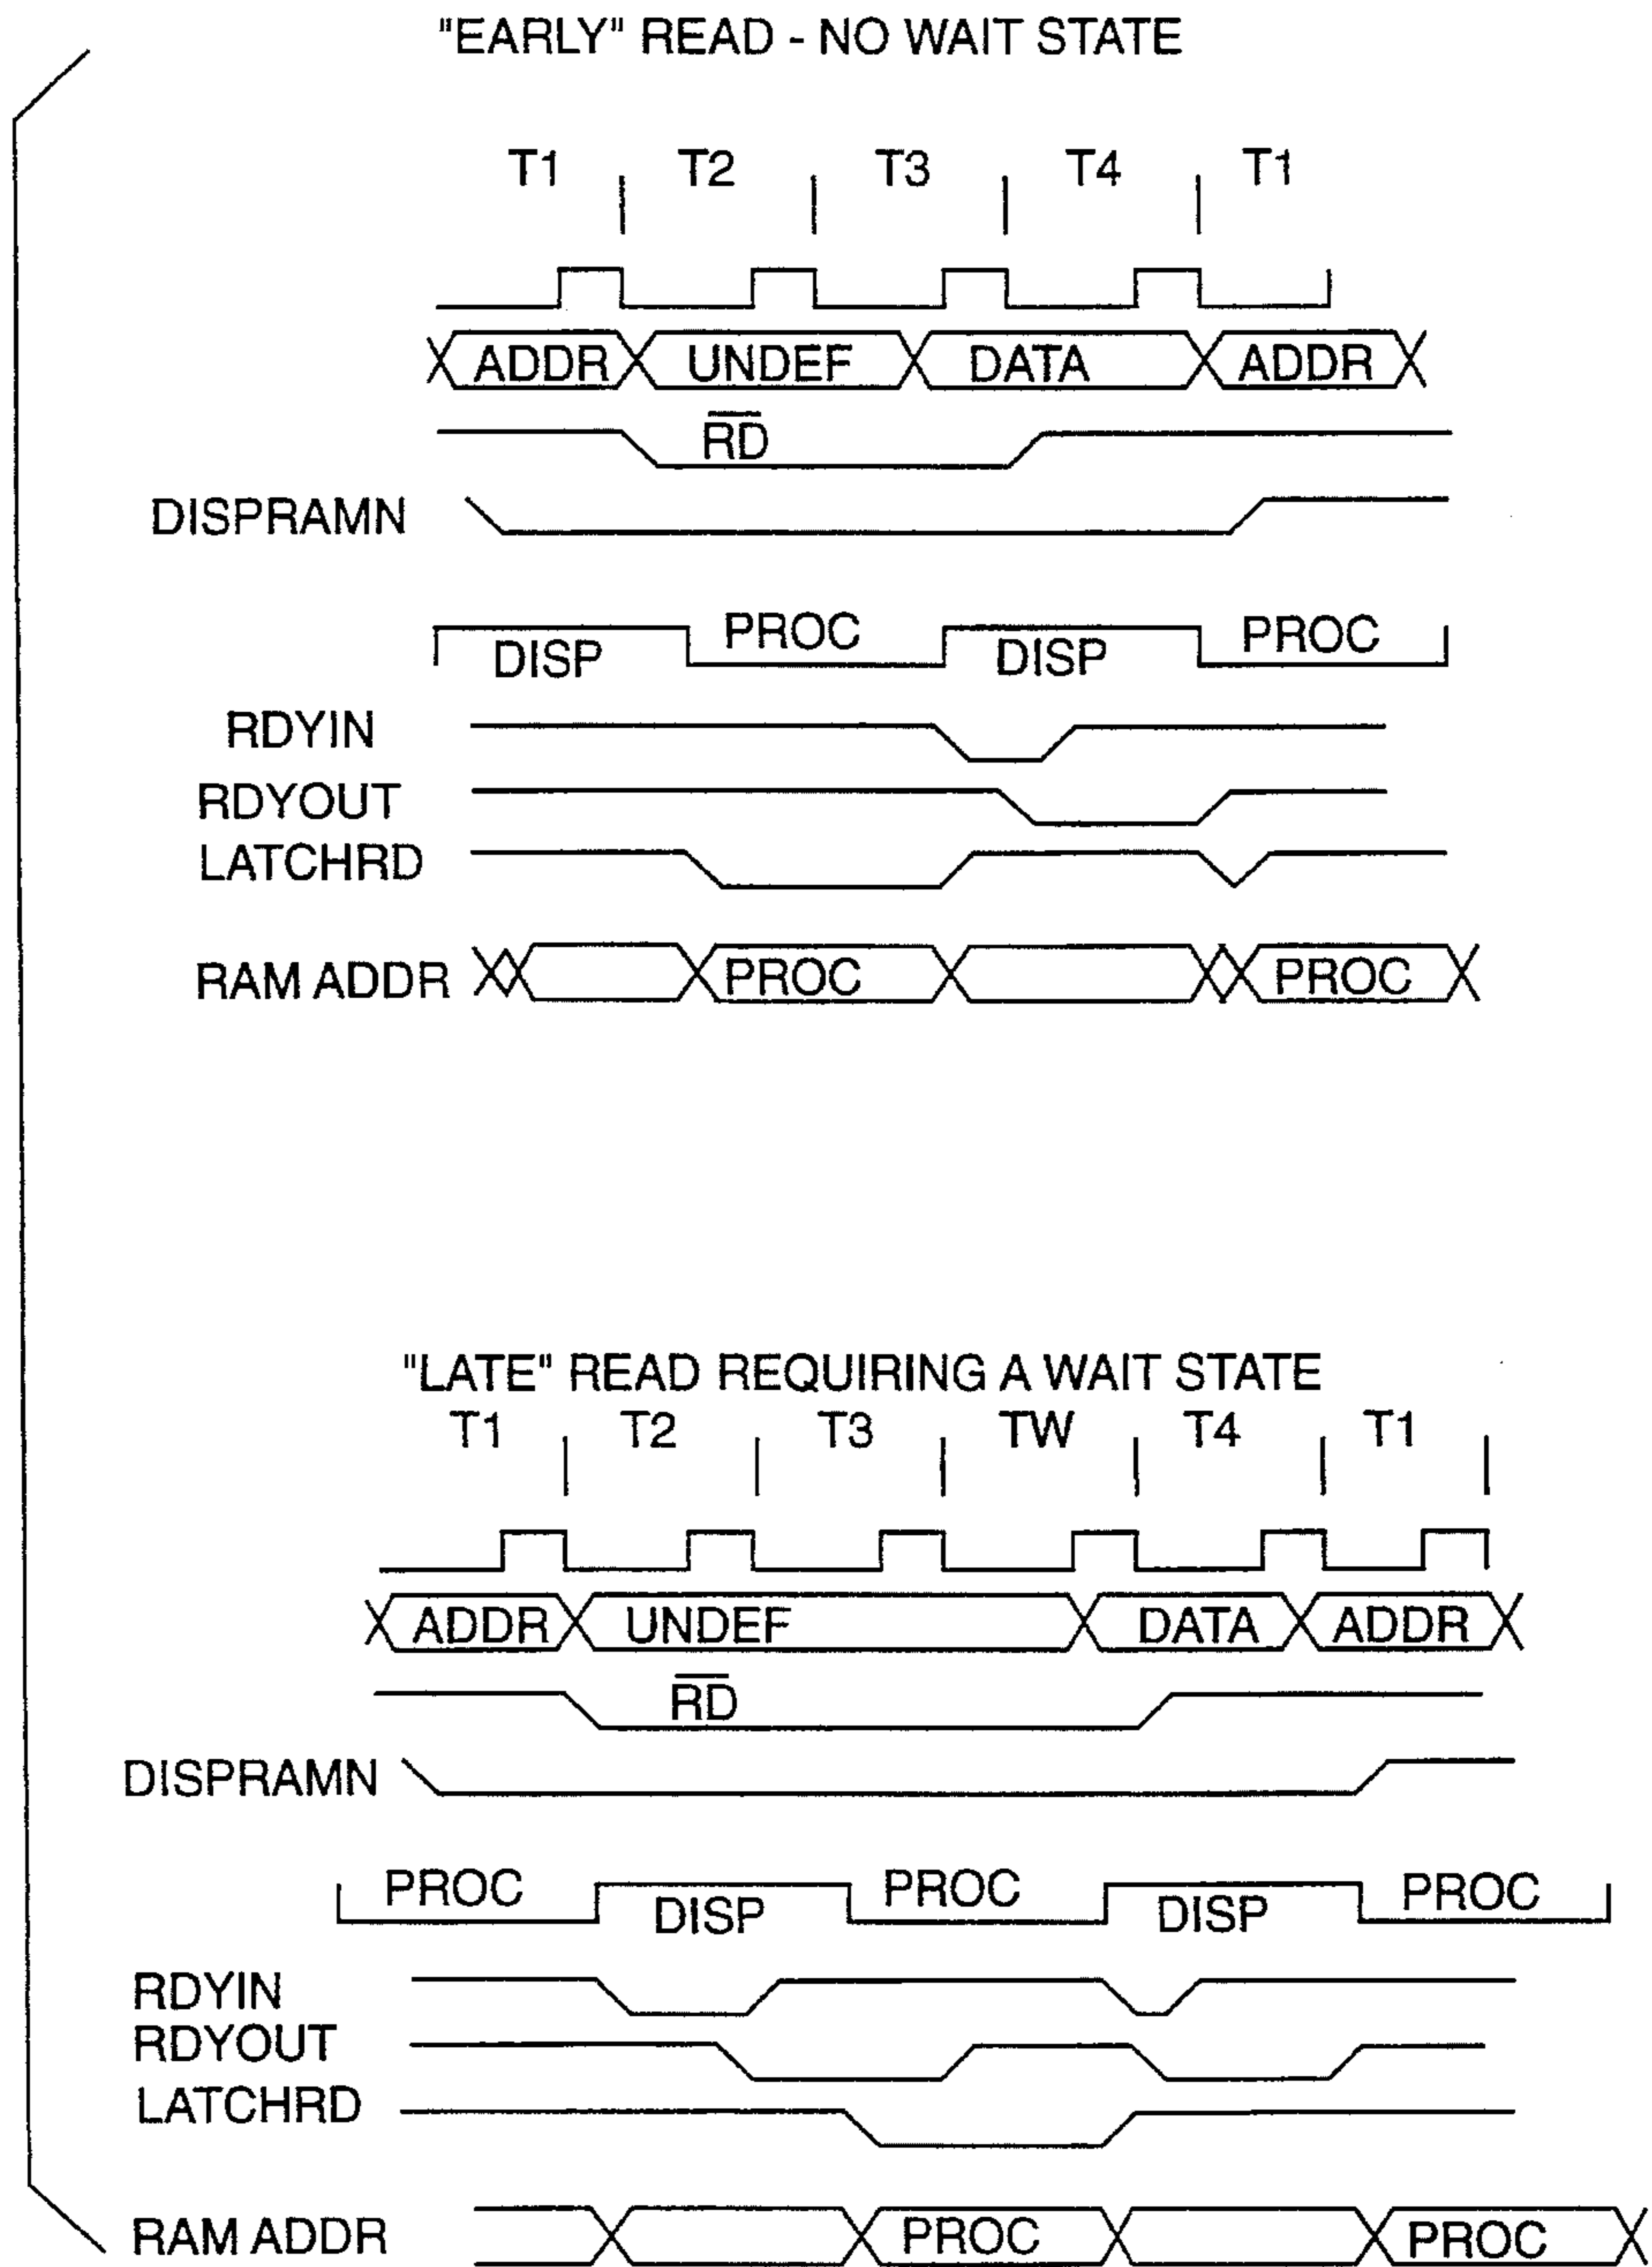 "EARLY" READ - NO WAIT STATE
T1 T2 T3 T4 T1
ADDR UNDEF DATA ADDR
RD
DISPRAMN
DISP PROC DISP PROC
RDYIN
RDYOUT
LATCHRD
RAM ADDR PROC PROC
"LATE" READ REQUIRING A WAIT STATE
T1 T2 T3 TW T4 T1
ADDR UNDEF DATA ADDR
RD
DISPRAMN
PROC DISP PROC DISP PROC
RDYIN
RDYOUT
LATCHRD
RAM ADDR PROC PROC